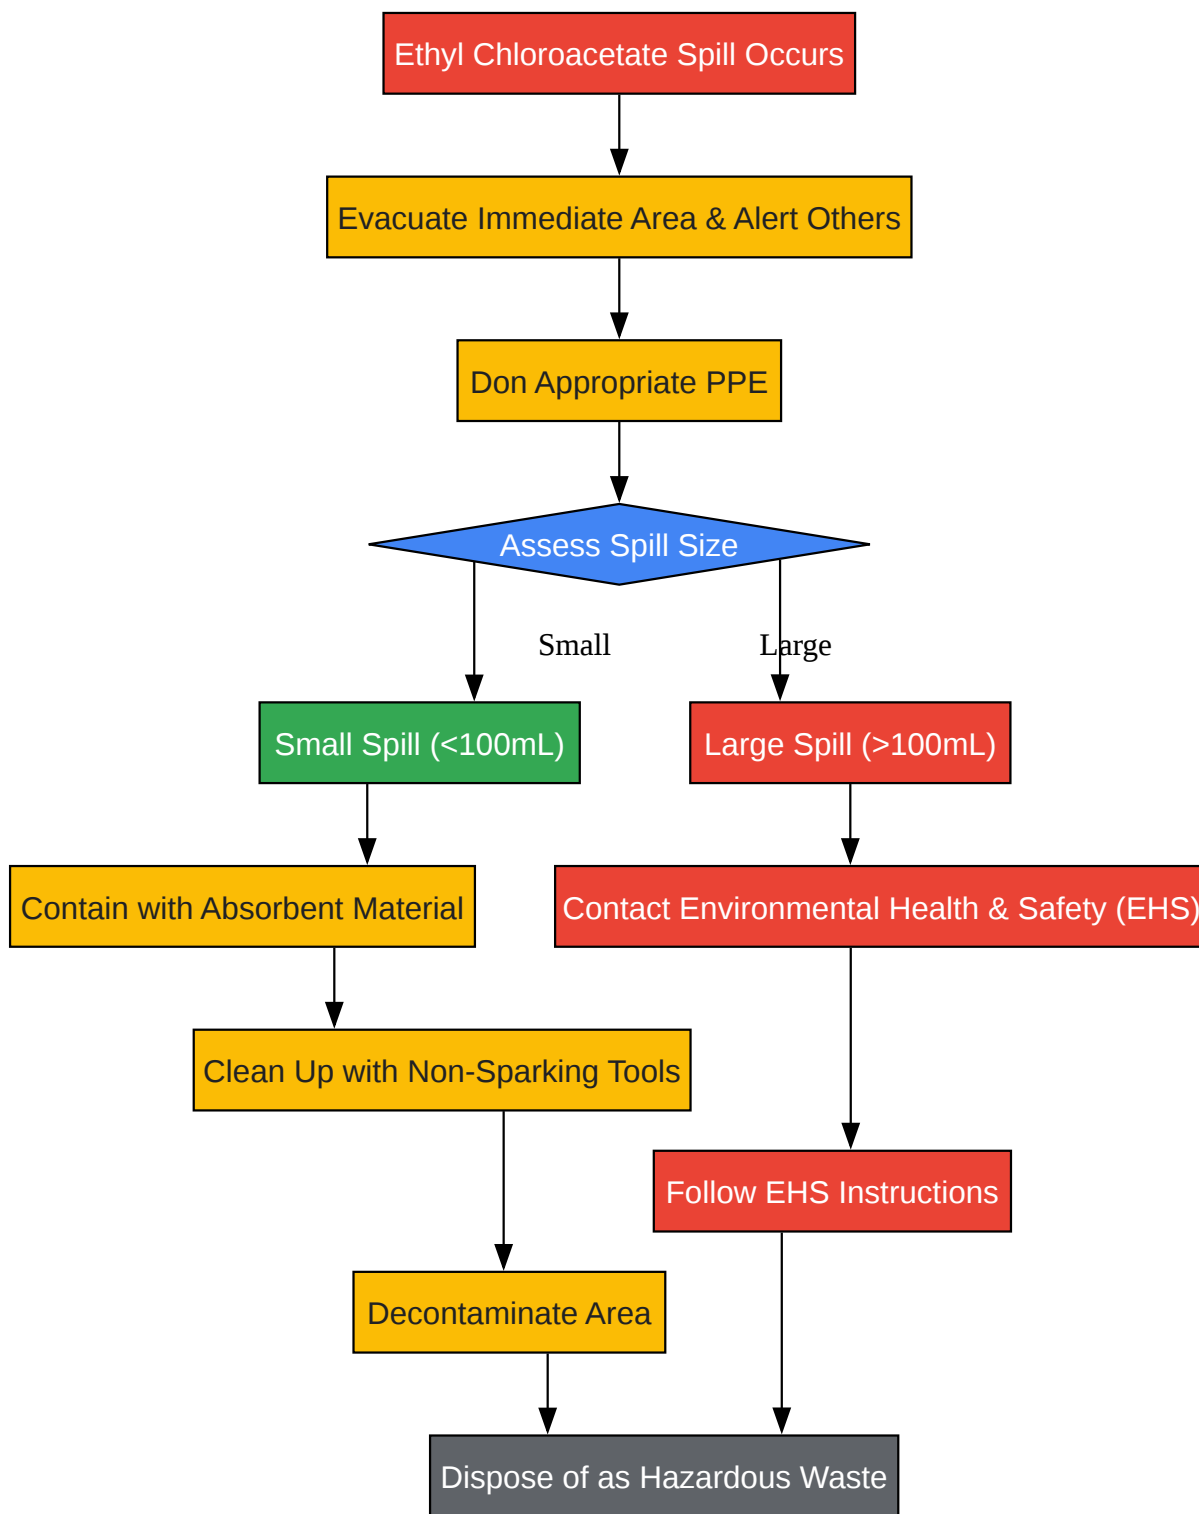 Ethyl Chloroacetate Spill Occurs
Evacuate Immediate Area & Alert Others
Don Appropriate PPE
Assess Spill Size
Small
Large
Small Spill (<100mL)
Large Spill (>100mL)
Contain with Absorbent Material
Contact Environmental Health & Safety (EHS)
Clean Up with Non-Sparking Tools
Follow EHS Instructions
Decontaminate Area
Dispose of as Hazardous Waste